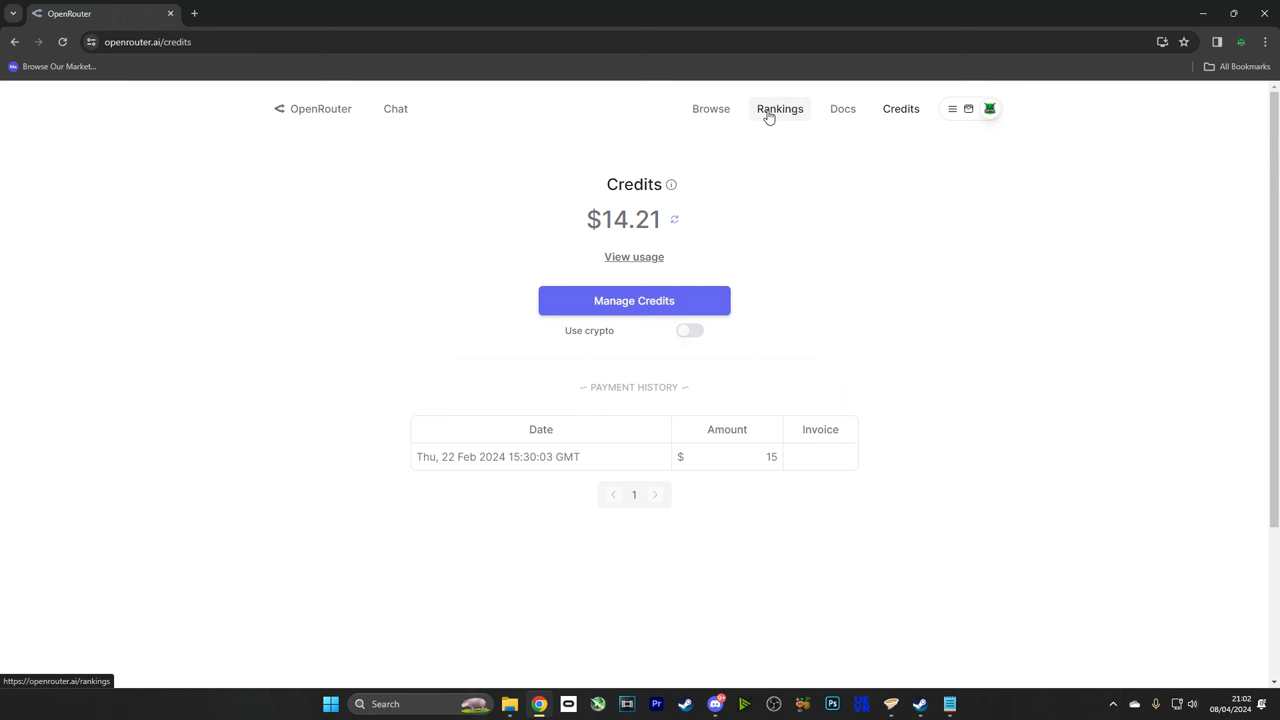 OpenRouter
openrouter.ai/credits
Browse Our Market...
All Bookmarks
OpenRouter
Chat
Browse
Rankings
Docs
Credits
Credits
$14.21
View usage
Manage Credits
Use crypto
PAYMENT HISTORY
Date Amount Invoice
Thu, 22 Feb 2024 15:30:03 GMT $ 15
1
https://openrouter.ai/rankings
Search
21:02
08/04/2024